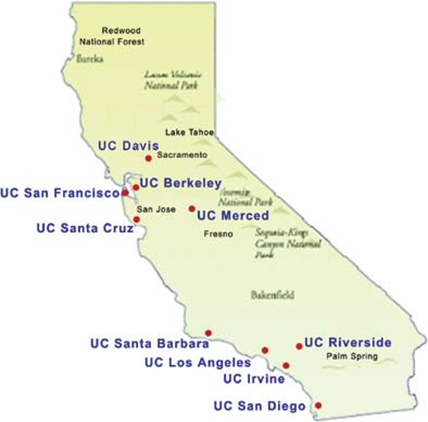 Redwood
National Forest
Eureka
Lassen Volcanic
National Park
Lake Tahoe
UC Davis
Sacramento
UC Berkeley
UC San Francisco
Yosemite
National Park
San Jose
UC Merced
UC Santa Cruz
Fresno
Sequoia-Kings
Canyon National
Park
Bakenfield
UC Santa Barbara
UC Riverside
Palm Spring
UC Los Angeles
UC Irvine
UC San Diego